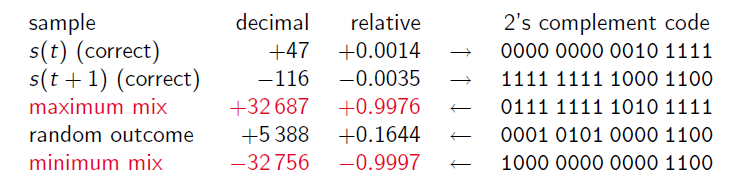 sample decimal relative 2's complement code
s(t) (correct) +47 +0.0014 → 0000 0000 0010 1111
s(t + 1) (correct) −116 −0.0035 → 1111 1111 1000 1100
maximum mix +32 687 +0.9976 ← 0111 1111 1010 1111
random outcome +5 388 +0.1644 ← 0001 0101 0000 1100
minimum mix −32 756 −0.9997 ← 1000 0000 0000 1100